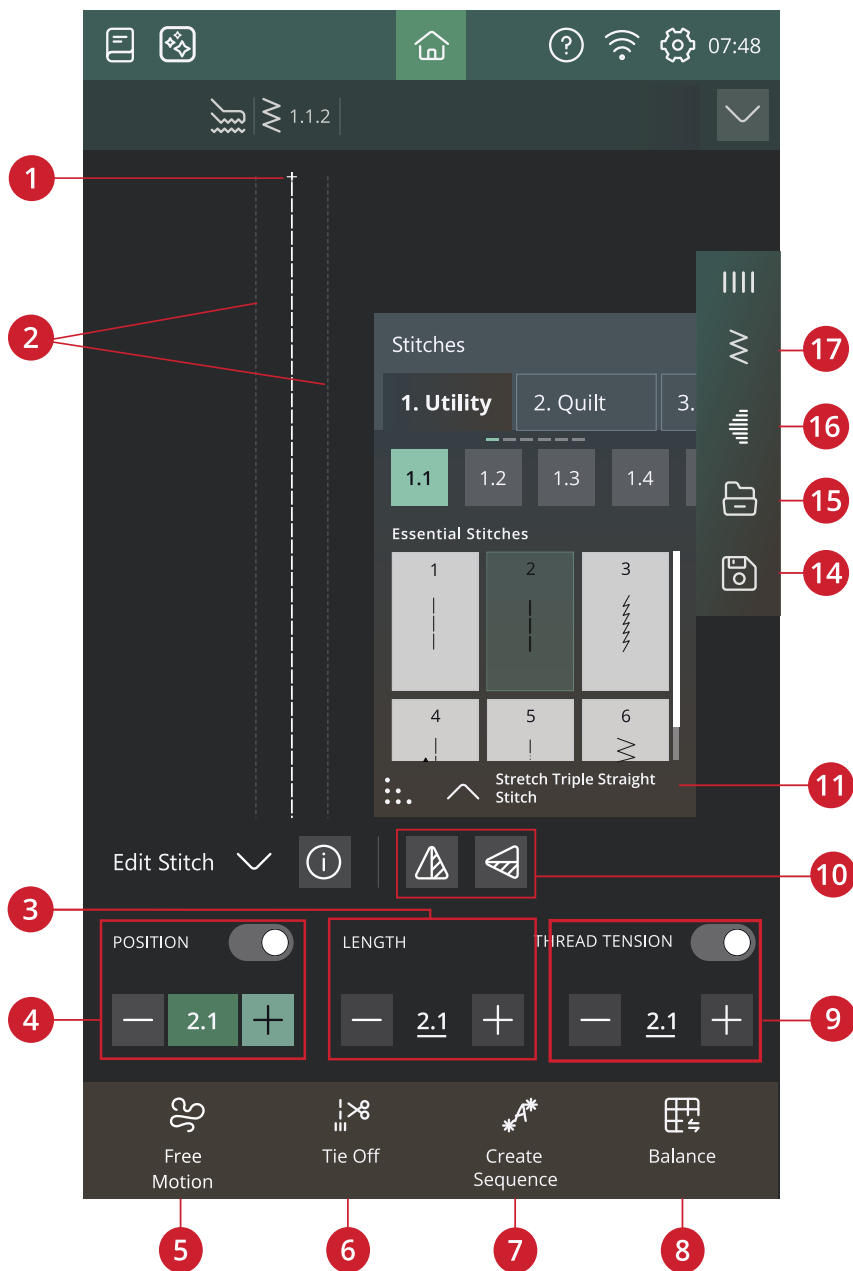 07:48
1.1.2
1
2
Stitches
1. Utility
2. Quilt
3.
17
1.1
1.2
1.3
1.4
16
Essential Stitches
15
1
2
3
14
4
5
6
Stretch Triple Straight
Stitch
11
Edit Stitch
10
3
POSITION
LENGTH
THREAD TENSION
4
2.1
2.1
2.1
9
Free
Motion
Tie Off
Create
Sequence
Balance
5
6
7
8